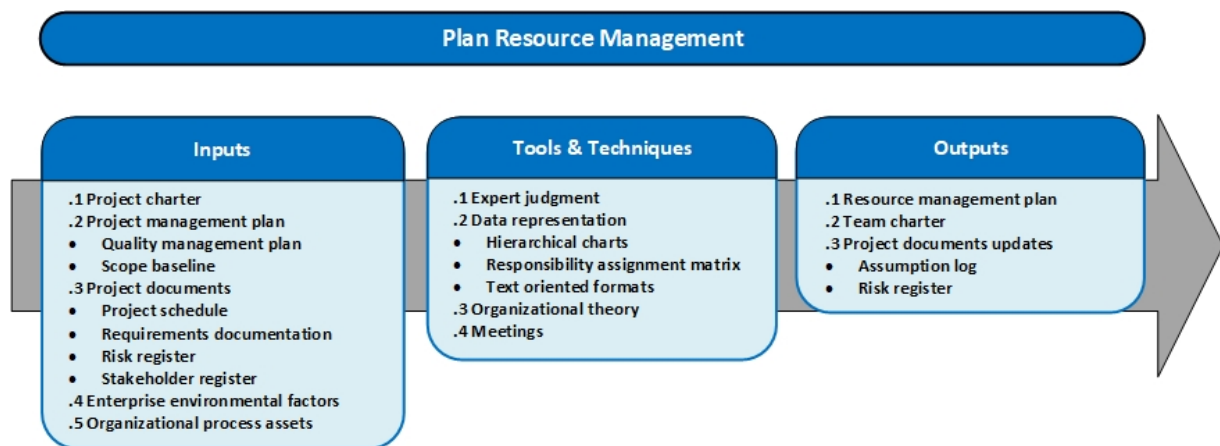 Plan Resource Management
Inputs
.1 Project charter
.2 Project management plan
• Quality management plan
• Scope baseline
.3 Project documents
• Project schedule
• Requirements documentation
• Risk register
• Stakeholder register
.4 Enterprise environmental factors
.5 Organizational process assets
Tools & Techniques
.1 Expert judgment
.2 Data representation
• Hierarchical charts
• Responsibility assignment matrix
• Text oriented formats
.3 Organizational theory
.4 Meetings
Outputs
.1 Resource management plan
.2 Team charter
.3 Project documents updates
• Assumption log
• Risk register